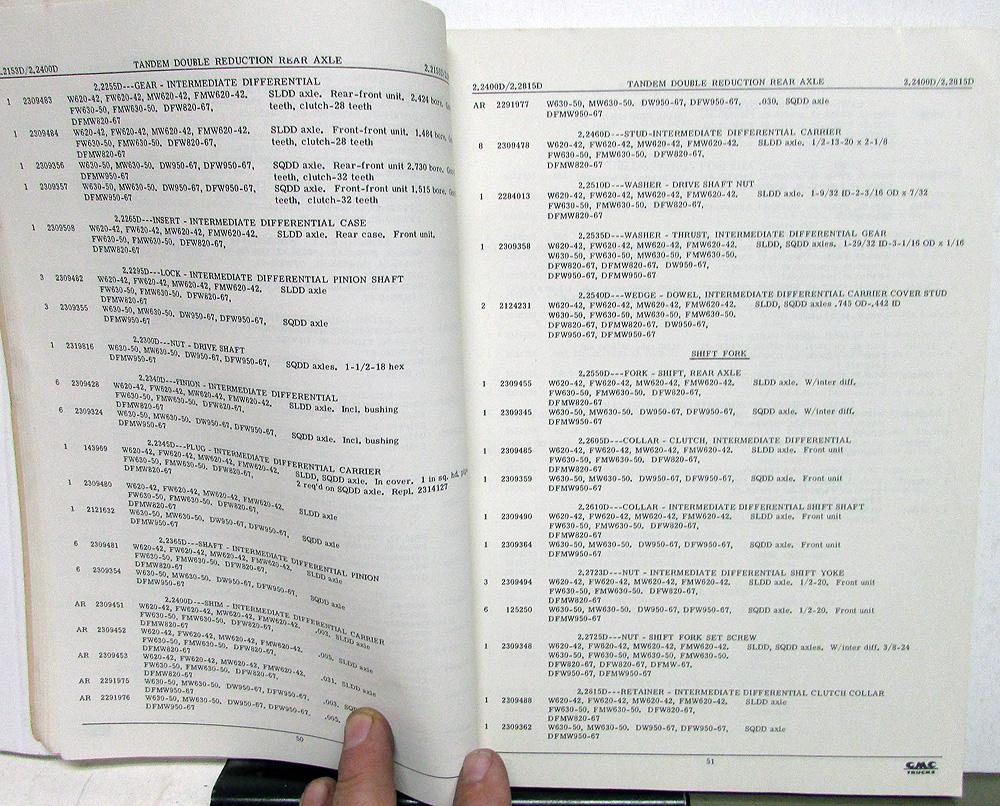 2.2153D/2.2400D TANDEM DOUBLE REDUCTION REAR AXLE
2.2255D---GEAR - INTERMEDIATE DIFFERENTIAL
1 2309483 W620-42, FW620-42, MW620-42, FMW620-42. SLDD axle. Rear-front unit. 2.424 bore.
FW630-50, FMW630-50, DFW820-67, teeth, clutch-28 teeth
DFMW820-67
1 2309484 W620-42, FW620-42, MW620-42, FMW620-42. SLDD axle. Front-front unit. 1.484 bore.
FW630-50, FMW630-50, DFW820-67, teeth, clutch-28 teeth
DFMW820-67
1 2309356 W630-50, MW630-50, DW950-67, DFW950-67, SQDD axle. Rear-front unit 2.730 bore.
DFMW950-67 teeth, clutch-32 teeth
1 2309357 W630-50, MW630-50, DW950-67, DFW950-67, SQDD axle. Front-front unit 1.515 bore.
DFMW950-67 teeth, clutch-32 teeth
2.2265D---INSERT - INTERMEDIATE DIFFERENTIAL CASE
1 2309508 W620-42, FW620-42, MW620-42, FMW620-42. SLDD axle. Rear case. Front unit.
FW630-50, FMW630-50, DFW820-67,
DFMW820-67
2.2295D---LOCK - INTERMEDIATE DIFFERENTIAL PINION SHAFT
3 2309482 W620-42, FW620-42, MW620-42, FMW620-42. SLDD axle
FW630-50, FMW630-50, DFW820-67,
DFMW820-67
3 2309355 W630-50, MW630-50, DW950-67, DFW950-67, SQDD axle
DFMW950-67
2.2300D---NUT - DRIVE SHAFT
1 2319816 W630-50, MW630-50, DW950-67, DFW950-67, SQDD axles. 1-1/2-18 hex
DFMW950-67
2.2340D---PINION - INTERMEDIATE DIFFERENTIAL
6 2309428 W620-42, FW620-42, MW620-42, FMW620-42, SLDD axle. Incl. bushing
FW630-50, FMW630-50, DFW820-67,
DFMW820-67
6 2309324 W630-50, MW630-50, DW950-67, DFW950-67, SQDD axle. Incl. bushing
DFMW950-67
2.2345D---PLUG - INTERMEDIATE DIFFERENTIAL CARRIER
1 143969 W620-42, FW620-42, MW620-42, FMW620-42, SLDD, SQDD axle. In cover. 1 in sq. hd.
FW630-50, FMW630-50, DFW820-67, 2 req'd on SQDD axle. Repl. 2314127
DFMW820-67
1 2309480 W620-42, FW620-42, MW620-42, FMW620-42, SLDD axle
FW630-50, FMW630-50, DFW820-67,
DFMW820-67
1 2121632 W630-50, MW630-50, DW950-67, DFW950-67, SQDD axle
DFMW950-67
2.2365D---SHAFT - INTERMEDIATE DIFFERENTIAL PINION
6 2309481 W620-42, FW620-42, MW620-42, FMW620-42, SLDD axle
FW630-50, FMW630-50, DFW820-67,
DFMW820-67
6 2309354 W630-50, MW630-50, DW950-67, DFW950-67, SQDD axle
DFMW950-67
2.2400D---SHIM - INTERMEDIATE DIFFERENTIAL CARRIER
AR 2309451 W620-42, FW620-42, MW620-42, FMW620-42, .003. SLDD axle
FW630-50, FMW630-50, DFW820-67,
DFMW820-67
AR 2309452 W620-42, FW620-42, MW620-42, FMW620-42, .005. SLDD axle
FW630-50, FMW630-50, DFW820-67,
DFMW820-67
AR 2309453 W620-42, FW620-42, MW620-42, FMW620-42, .031. SLDD axle
FW630-50, FMW630-50, DFW820-67,
DFMW820-67
AR 2291975 W630-50, MW630-50, DW950-67, DFW950-67, .003.
DFMW950-67
AR 2291976 W630-50, MW630-50, DW950-67, DFW950-67, .005.
DFMW950-67
50
2.2400D/2.2815D TANDEM DOUBLE REDUCTION REAR AXLE 2.2400D/2.2815D
AR 2291977 W630-50, MW630-50. DW950-67, DFW950-67, .030, SQDD axle
DFMW950-67
2.2460D---STUD-INTERMEDIATE DIFFERENTIAL CARRIER
8 2309478 W620-42, FW620-42, MW620-42, FMW620-42. SLDD axle. 1/2-13-20 x 2-1/8
FW630-50, FMW630-50, DFW820-67,
DFMW820-67
2.2510D---WASHER - DRIVE SHAFT NUT
1 2284013 W620-42, FW620-42, MW620-42, FMW620-42. SLDD axle. 1-9/32 ID-2-3/16 OD x 7/32
FW630-50, FMW630-50, DFW820-67,
DFMW820-67
2.2535D---WASHER - THRUST, INTERMEDIATE DIFFERENTIAL GEAR
1 2309358 W620-42, FW620-42, MW620-42, FMW620-42. SLDD, SQDD axles. 1-29/32 ID-3-1/16 OD x 1/16
W630-50, FW630-50, MW630-50, FMW630-50.
DFW820-67, DFMW820-67, DW950-67,
DFW950-67, DFMW950-67
2.2540D---WEDGE - DOWEL, INTERMEDIATE DIFFERENTIAL CARRIER COVER STUD
2 2124231 W620-42, FW620-42, MW620-42, FMW620-42. SLDD, SQDD axles .745 OD-.442 ID
W630-50, FW630-50, MW630-50, FMW630-50.
DFW820-67, DFMW820-67, DW950-67,
DFW950-67, DFMW950-67
SHIFT FORK
2.2550D---FORK - SHIFT, REAR AXLE
1 2309455 W620-42, FW620-42, MW620-42, FMW620-42. SLDD axle. W/inter diff.
FW630-50, FMW630-50, DFW820-67,
DFMW820-67
1 2309345 W630-50, MW630-50, DW950-67, DFW950-67, SQDD axle. W/inter diff.
DFMW950-67
2.2605D---COLLAR - CLUTCH, INTERMEDIATE DIFFERENTIAL
1 2309485 W620-42, FW620-42, MW620-42, FMW620-42. SLDD axle. Front unit
FW630-50, FMW630-50, DFW820-67,
DFMW820-67
1 2309359 W630-50, MW630-50, DW950-67, DFW950-67, SQDD axle. Front unit
DFMW950-67
2.2610D---COLLAR - INTERMEDIATE DIFFERENTIAL SHIFT SHAFT
1 2309490 W620-42, FW620-42, MW620-42, FMW620-42. SLDD axle. Front unit
FW630-50, FMW630-50, DFW820-67,
DFMW820-67
1 2309364 W630-50, MW630-50, DW950-67, DFW950-67, SQDD axle. Front unit
DFMW950-67
2.2723D---NUT - INTERMEDIATE DIFFERENTIAL SHIFT YOKE
3 2309494 W620-42, FW620-42, MW620-42, FMW620-42. SLDD axle. 1/2-20. Front unit
FW630-50, FMW630-50, DFW820-67,
DFMW820-67
6 125250 W630-50, MW630-50, DW950-67, DFW950-67, SQDD axle. 1/2-20, Front unit
DFMW950-67
2.2725D---NUT - SHIFT FORK SET SCREW
1 2309348 W620-42, FW620-42, MW620-42, FMW620-42. SLDD, SQDD axles. W/inter diff. 3/8-24
W630-50, FW630-50, MW630-50, FMW630-50.
DFW820-67, DFW820-67, DFMW-67.
DFW950-67, DFMW950-67
2.2815D---RETAINER - INTERMEDIATE DIFFERENTIAL CLUTCH COLLAR
1 2309488 W620-42, FW620-42, MW620-42, FMW620-42. SLDD axle
FW630-50, FMW630-50, DFW820-67,
DFMW820-67
1 2309362 W630-50, MW630-50, DW950-67, DFW950-67, SQDD axle
DFMW950-67
51
GMC
TRUCKS